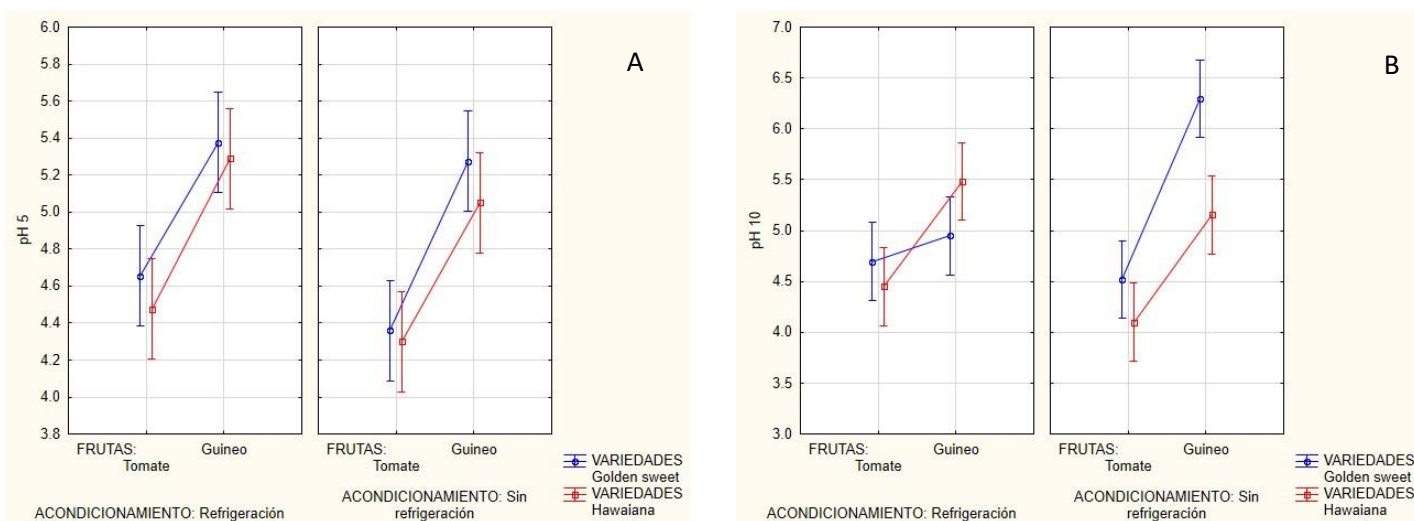 A
pH 5
6.0
5.8
5.6
5.4
5.2
5.0
4.8
4.6
4.4
4.2
4.0
3.8
FRUTAS: Guineo
Tomate
FRUTAS: Guineo
Tomate
ACONDICIONAMIENTO: Refrigeración
ACONDICIONAMIENTO: Sin
refrigeración
VARIEDADES
Golden sweet
VARIEDADES
Hawaiana
B
pH 10
7.0
6.5
6.0
5.5
5.0
4.5
4.0
3.5
3.0
FRUTAS: Guineo
Tomate
FRUTAS: Guineo
Tomate
ACONDICIONAMIENTO: Refrigeración
ACONDICIONAMIENTO: Sin
refrigeración
VARIEDADES
Golden sweet
VARIEDADES
Hawaiana